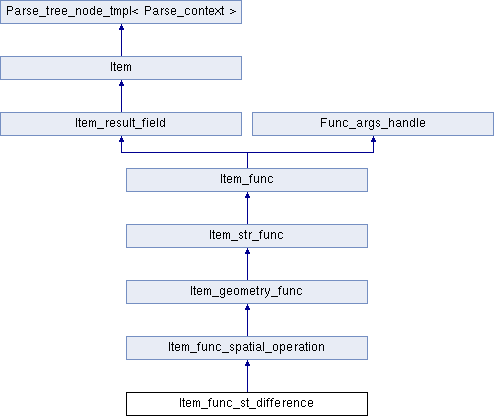 Parse_tree_node_tmpl< Parse_context >
Item
Item_result_field
Func_args_handle
Item_func
Item_str_func
Item_geometry_func
Item_func_spatial_operation
Item_func_st_difference